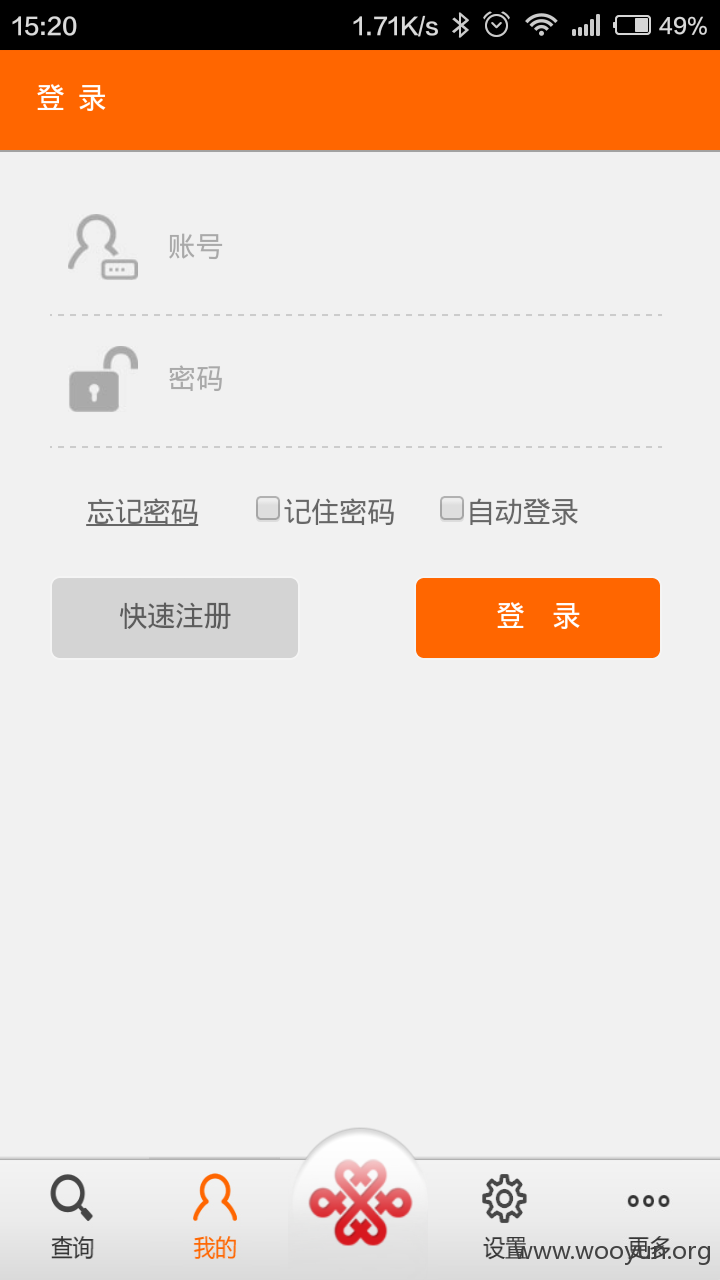 15:20 1.71K/s 49%
登 录
账号
密码
忘记密码 记住密码 自动登录
快速注册 登 录
查询 我的 设置 更多
www.wooyun.org